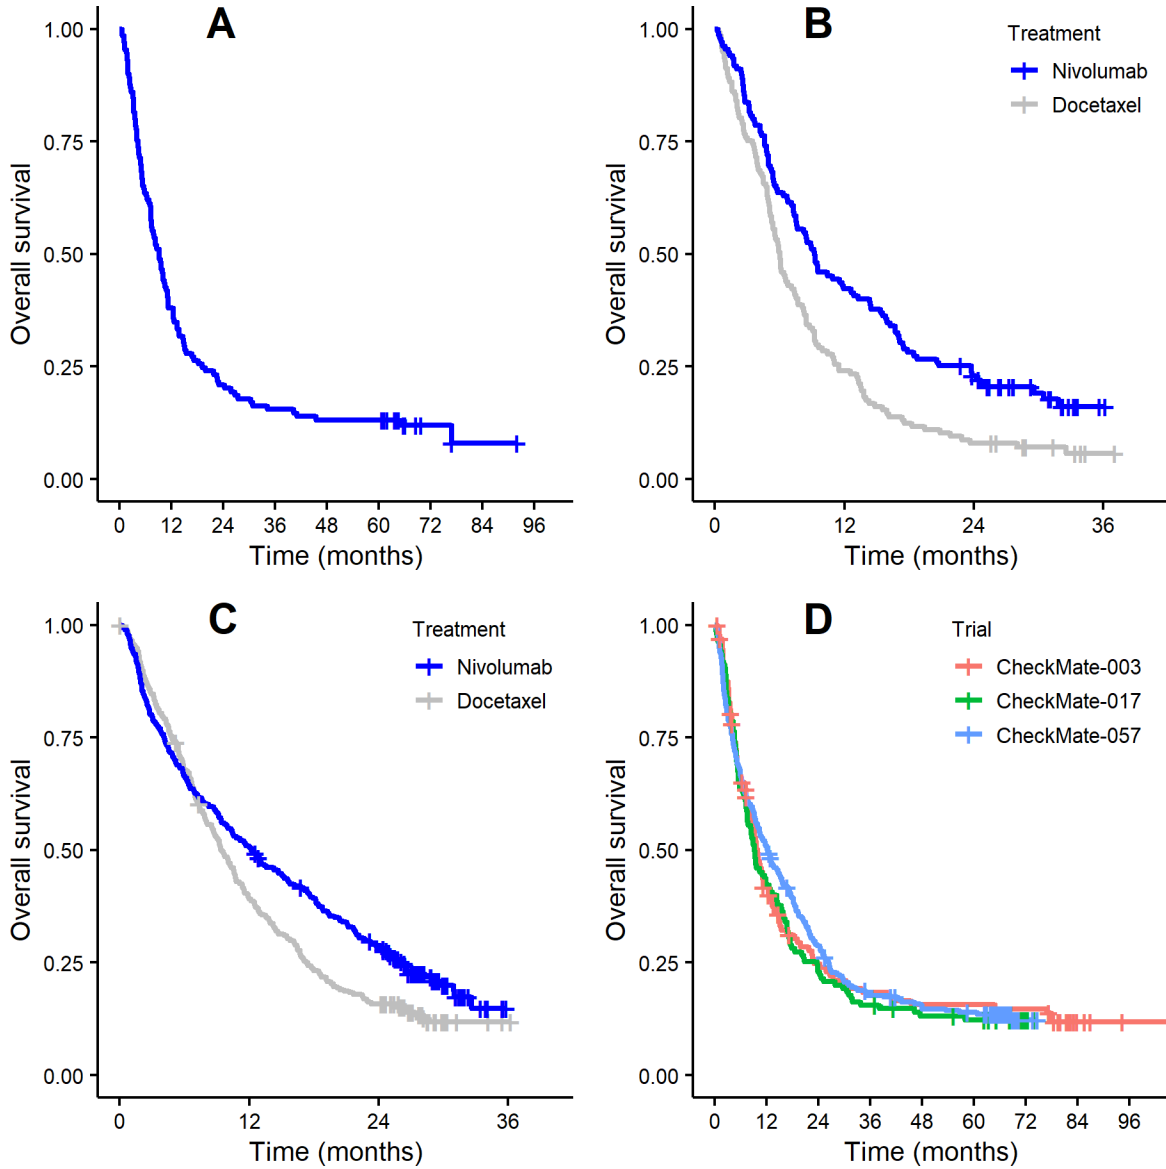 A
Overall survival
1.00
0.75
0.50
0.25
0.00
0 12 24 36 48 60 72 84 96
Time (months)
B
Treatment
Nivolumab
Docetaxel
Overall survival
1.00
0.75
0.50
0.25
0.00
0 12 24 36
Time (months)
C
Treatment
Nivolumab
Docetaxel
Overall survival
1.00
0.75
0.50
0.25
0.00
0 12 24 36
Time (months)
D
Trial
CheckMate-003
CheckMate-017
CheckMate-057
Overall survival
1.00
0.75
0.50
0.25
0.00
0 12 24 36 48 60 72 84 96
Time (months)